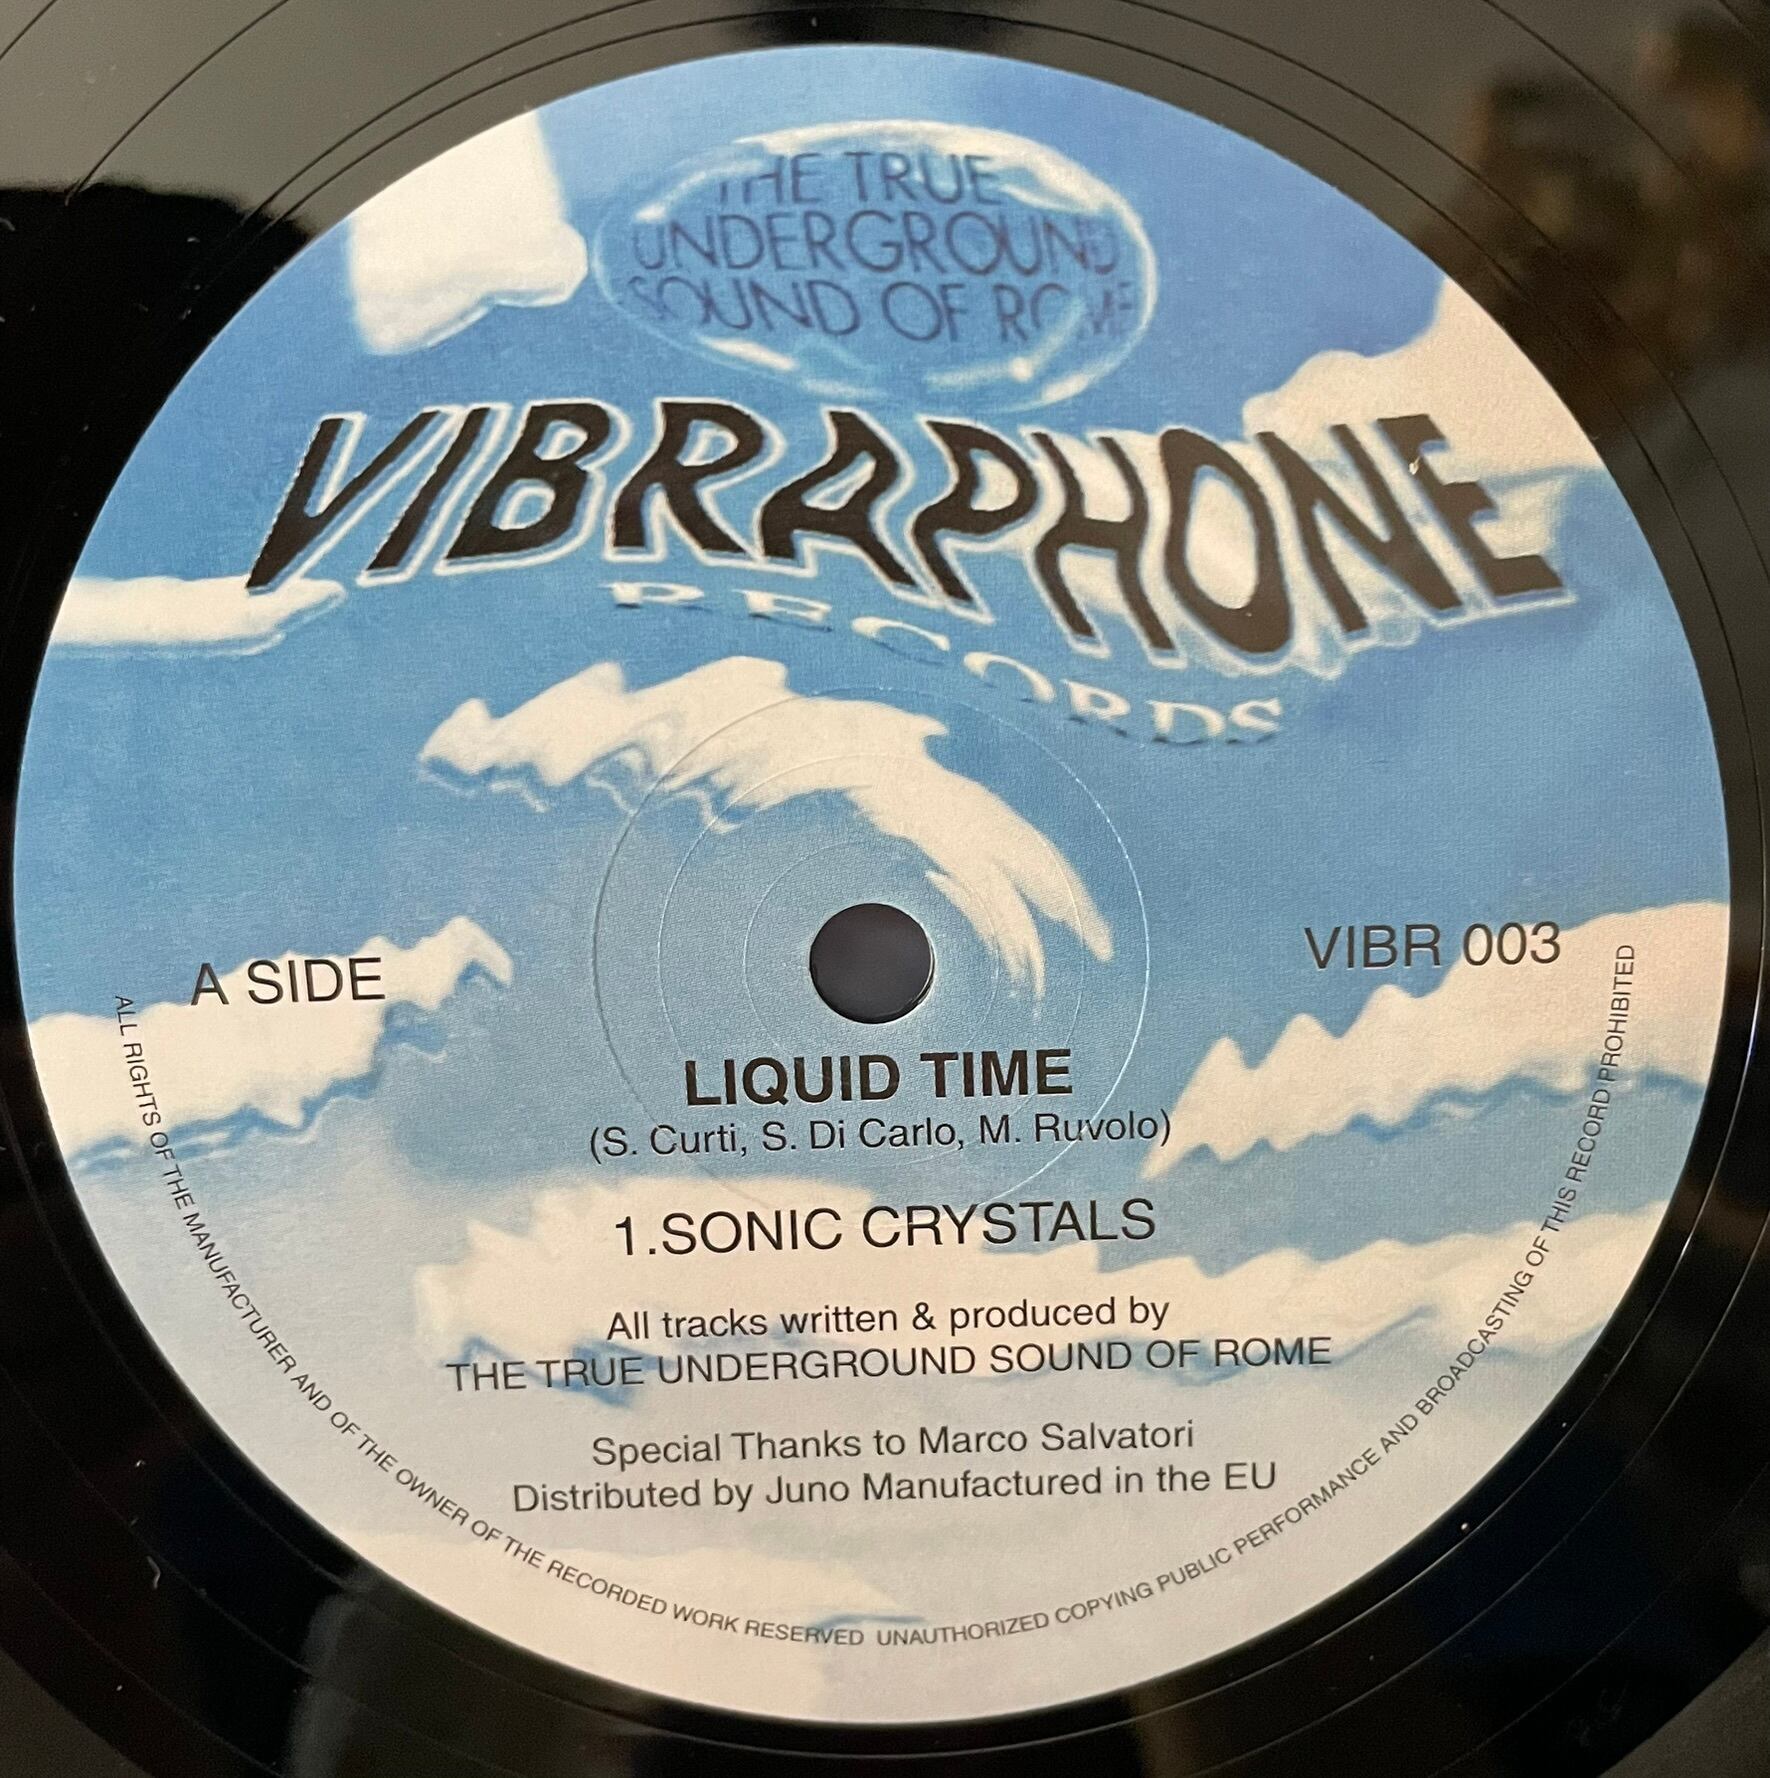 THE TRUE
UNDERGROUND
SOUND OF ROME
VIBRAPHONE
RECORDS
A SIDE
VIBR 003
LIQUID TIME
(S. Curti, S. Di Carlo, M. Ruvolo)
1.SONIC CRYSTALS
All tracks written & produced by
THE TRUE UNDERGROUND SOUND OF ROME
Special Thanks to Marco Salvatori
Distributed by Juno Manufactured in the EU
ALL RIGHTS OF THE MANUFACTURER AND OF THE OWNER OF THE RECORDED WORK RESERVED UNAUTHORIZED COPYING PUBLIC PERFORMANCE AND BROADCASTING OF THIS RECORD PROHIBITED